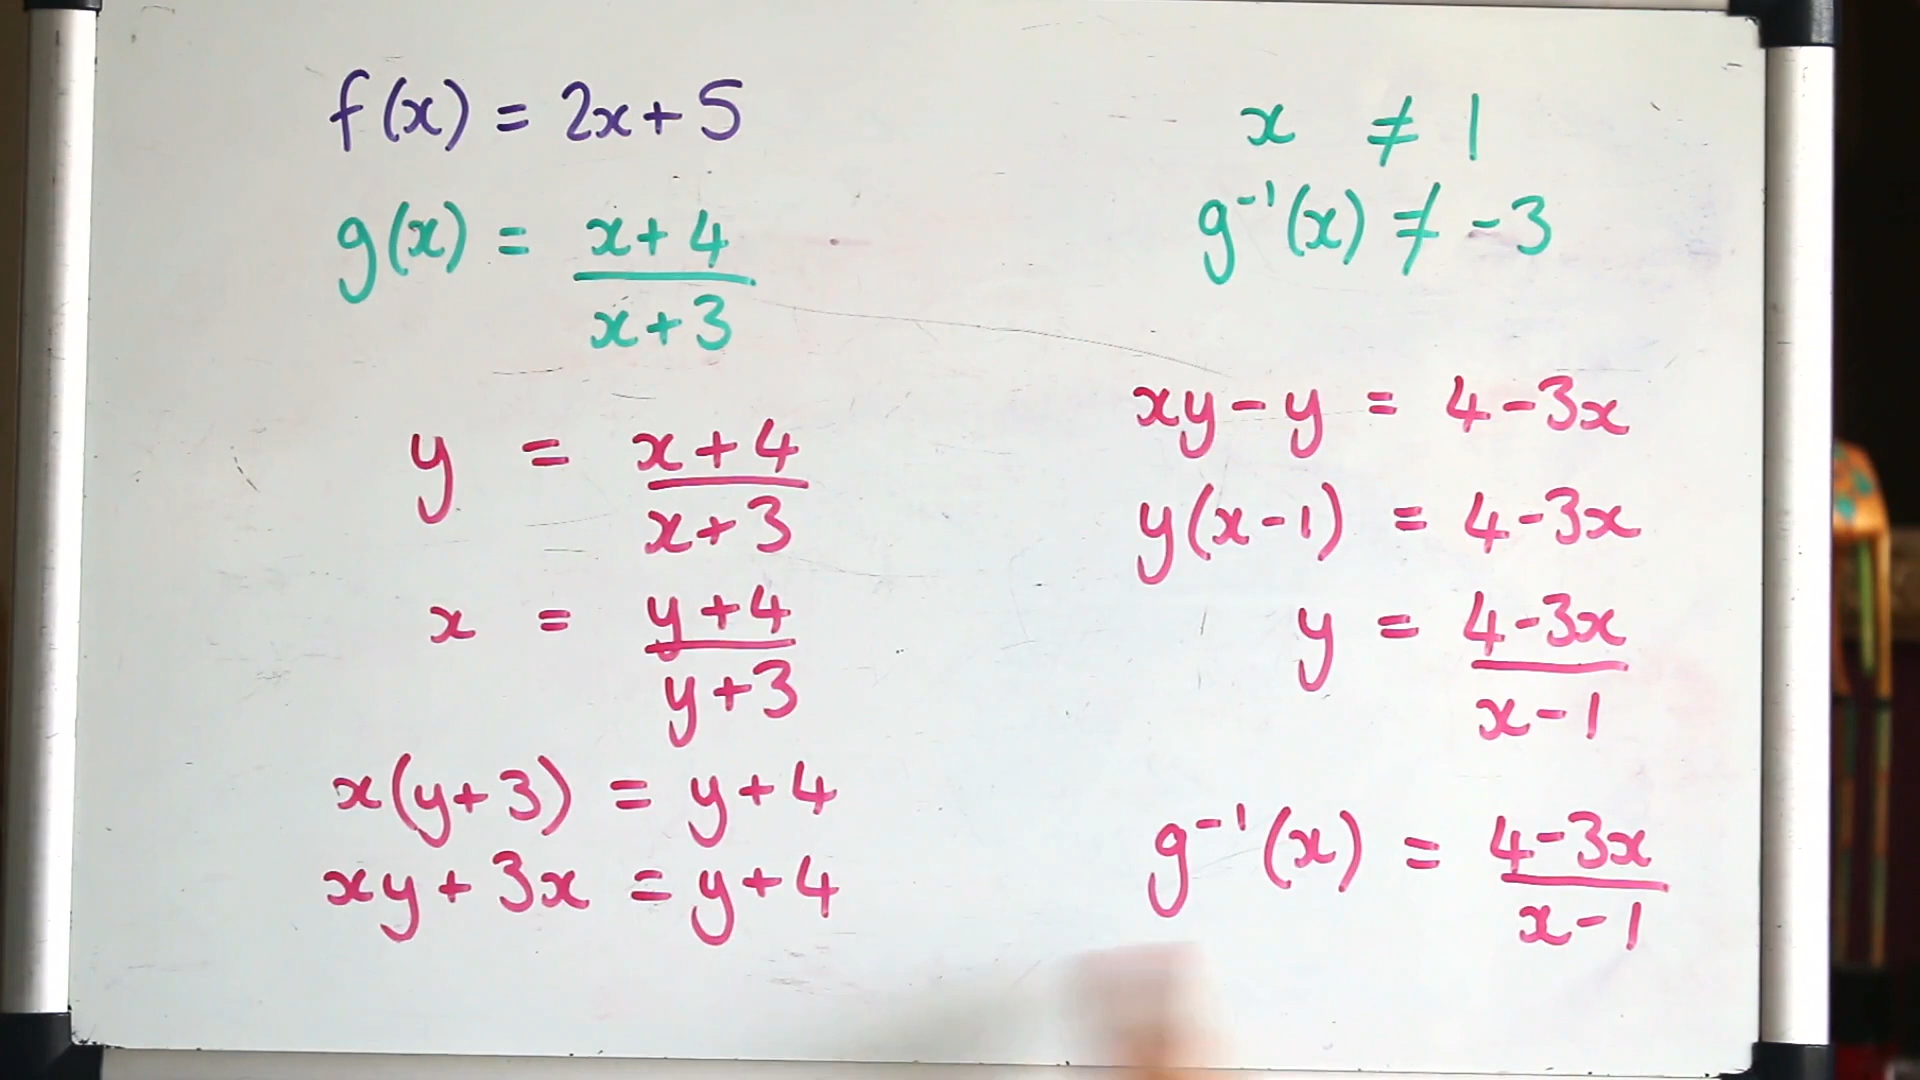 f(x) = 2x+5
g(x) = x+4
x+3
y = x+4
x+3
x = y+4
y+3
x(y+3) = y+4
xy+3x = y+4
x ≠ 1
g⁻¹(x) ≠ -3
xy-y = 4-3x
y(x-1) = 4-3x
y = 4-3x
x-1
g⁻¹(x) = 4-3x
x-1